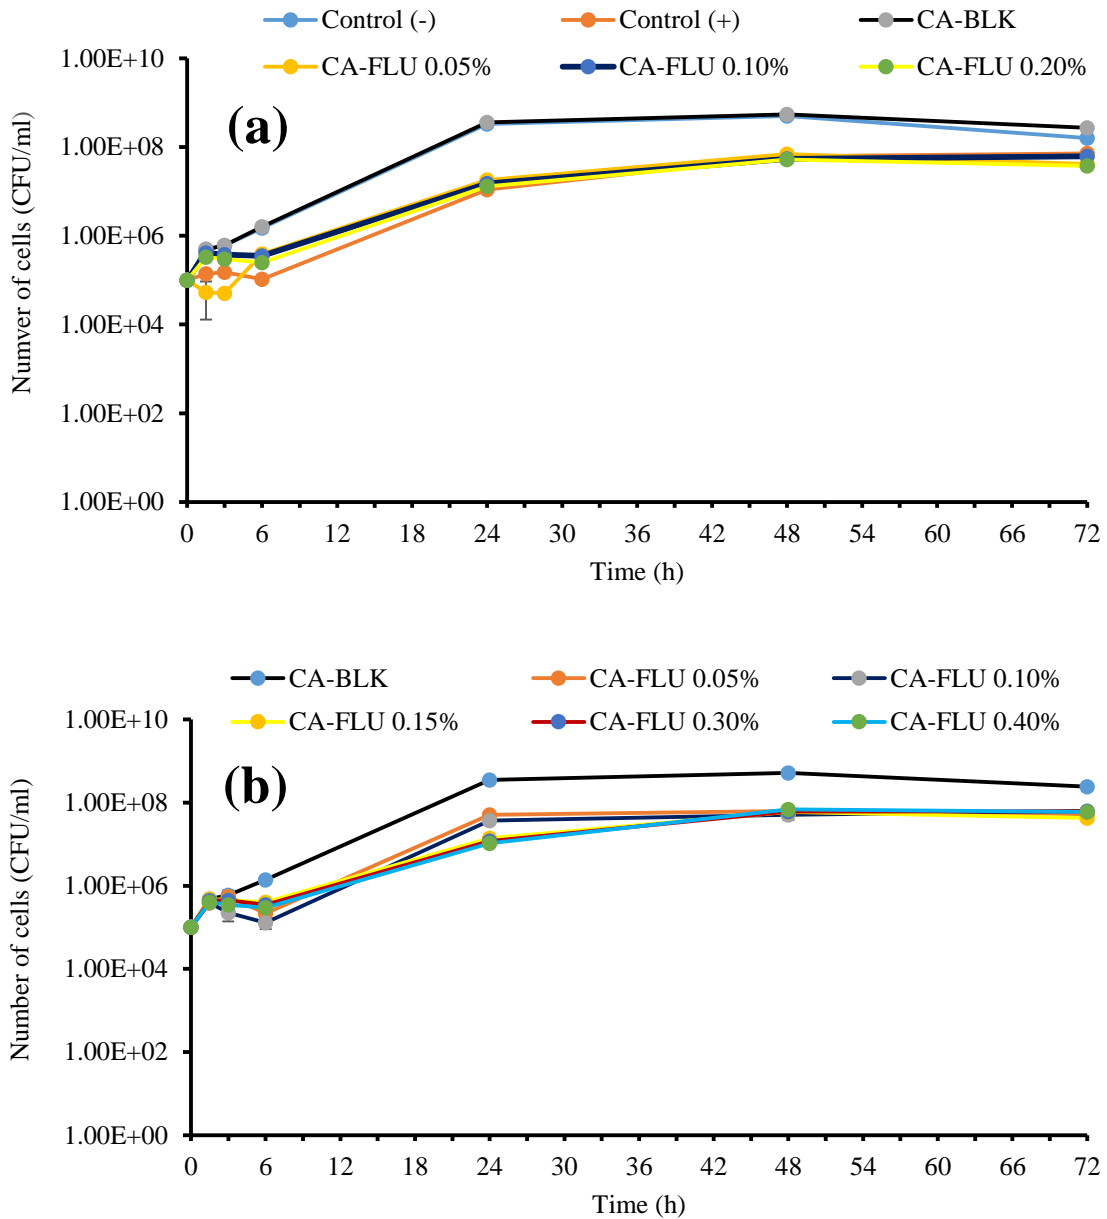 Control (-) Control (+) CA-BLK
CA-FLU 0.05% CA-FLU 0.10% CA-FLU 0.20%
(a)
1.00E+10
1.00E+08
1.00E+06
1.00E+04
1.00E+02
1.00E+00
Numver of cells (CFU/ml)
0 6 12 18 24 30 36 42 48 54 60 66 72
Time (h)
CA-BLK CA-FLU 0.05% CA-FLU 0.10%
CA-FLU 0.15% CA-FLU 0.30% CA-FLU 0.40%
(b)
1.00E+10
1.00E+08
1.00E+06
1.00E+04
1.00E+02
1.00E+00
Number of cells (CFU/ml)
0 6 12 18 24 30 36 42 48 54 60 66 72
Time (h)